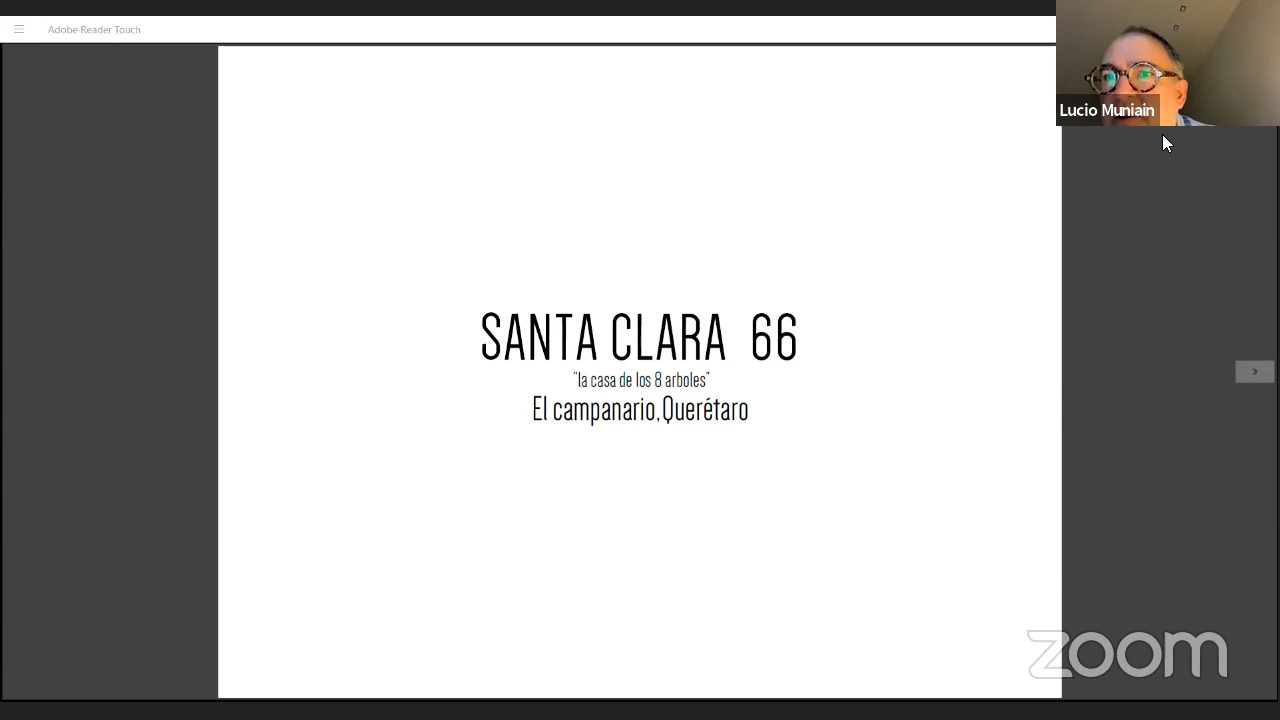 Adobe Reader Touch
Lucio Muniain
SANTA CLARA 66
"la casa de los 8 arboles"
El campanario,Querétaro
zoom